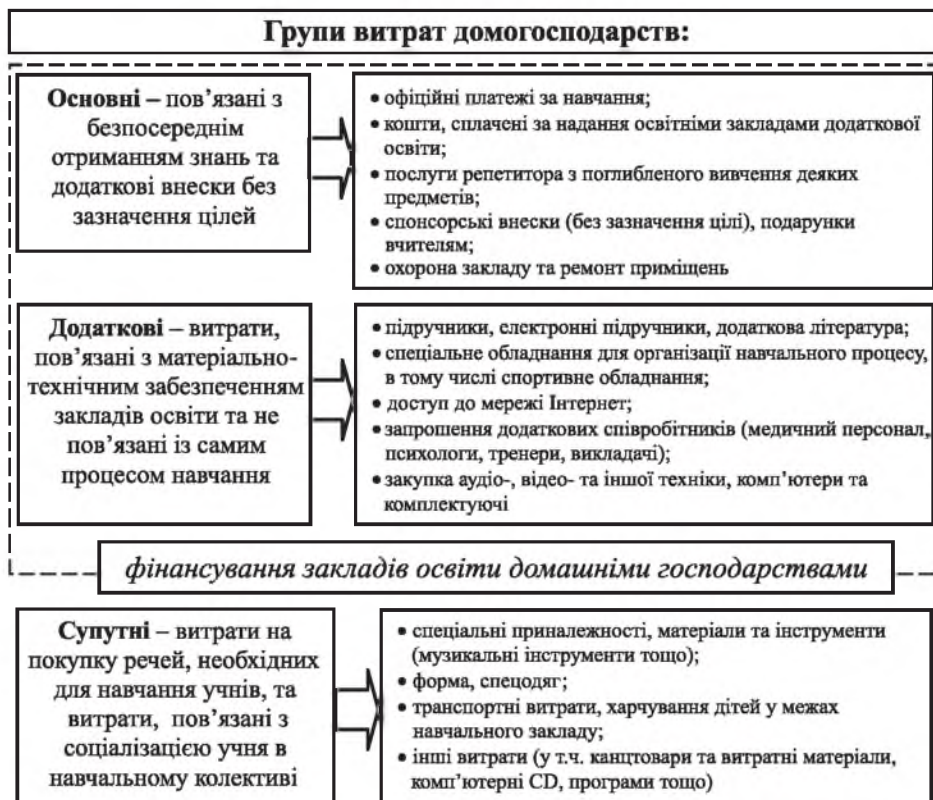 Групи витрат домогосподарств:
Основні – пов’язані з
безпосереднім
отриманням знань та
додаткові внески без
зазначення цілей
• офіційні платежі за навчання;
• кошти, сплачені за надання освітніми закладами додаткової
освіти;
• послуги репетитора з поглибленого вивчення деяких
предметів;
• спонсорські внески (без зазначення цілі), подарунки
вчителям;
• охорона закладу та ремонт приміщень
Додаткові – витрати,
пов’язані з матеріально-
технічним забезпеченням
закладів освіти та не
пов’язані із самим
процесом навчання
• підручники, електронні підручники, додаткова література;
• спеціальне обладнання для організації навчального процесу,
в тому числі спортивне обладнання;
• доступ до мережі Інтернет;
• запрошення додаткових співробітників (медичний персонал,
психологи, тренери, викладачі);
• закупка аудіо-, відео- та іншої техніки, комп’ютери та
комплектуючі
фінансування закладів освіти домашніми господарствами
Супутні – витрати на
покупку речей, необхідних
для навчання учнів, та
витрати, пов’язані з
соціалізацією учня в
навчальному колективі
• спеціальні приналежності, матеріали та інструменти
(музикальні інструменти тощо);
• форма, спецодяг;
• транспортні витрати, харчування дітей у межах
навчального закладу;
• інші витрати (у т.ч. канцтовари та витратні матеріали,
комп’ютерні CD, програми тощо)